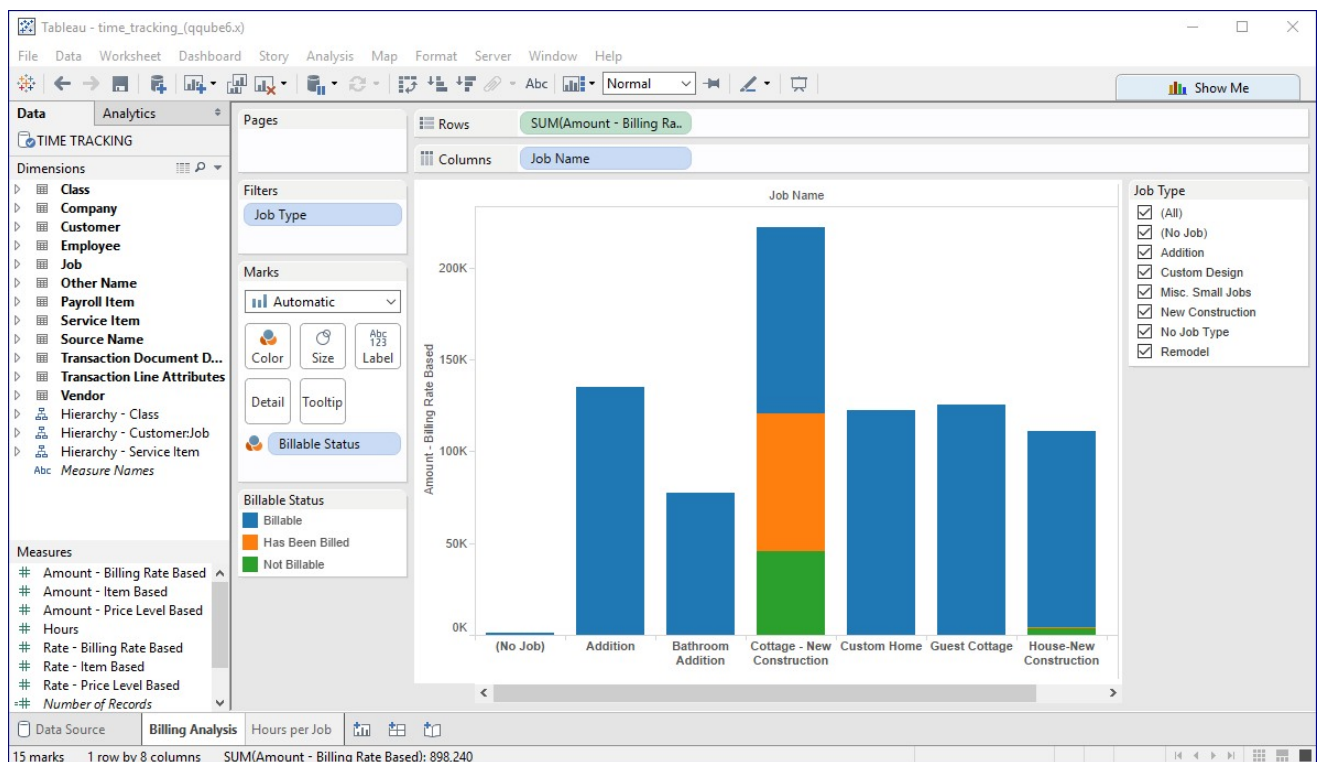 Tableau - time_tracking_(qqube6.x)
File Data Worksheet Dashboard Story Analysis Map Format Server Window Help
Abc Normal Show Me
Data Analytics
TIME TRACKING
Dimensions
Class
Company
Customer
Employee
Job
Other Name
Payroll Item
Service Item
Source Name
Transaction Document D...
Transaction Line Attributes
Vendor
Hierarchy - Class
Hierarchy - Customer:Job
Hierarchy - Service Item
Abc Measure Names
Measures
# Amount - Billing Rate Based
# Amount - Item Based
# Amount - Price Level Based
# Hours
# Rate - Billing Rate Based
# Rate - Item Based
# Rate - Price Level Based
=# Number of Records
Pages
Filters
Job Type
Marks
Automatic
Color Size Abc 123 Label
Detail Tooltip
Billable Status
Billable Status
Billable
Has Been Billed
Not Billable
Rows SUM(Amount - Billing Ra..
Columns Job Name
Job Name
Amount - Billing Rate Based
200K
150K
100K
50K
0K
(No Job)
Addition
Bathroom
Addition
Cottage - New
Construction
Custom Home
Guest Cottage
House-New
Construction
Job Type
(All)
(No Job)
Addition
Custom Design
Misc. Small Jobs
New Construction
No Job Type
Remodel
Data Source Billing Analysis Hours per Job
15 marks 1 row by 8 columns SUM(Amount - Billing Rate Based): 898,240